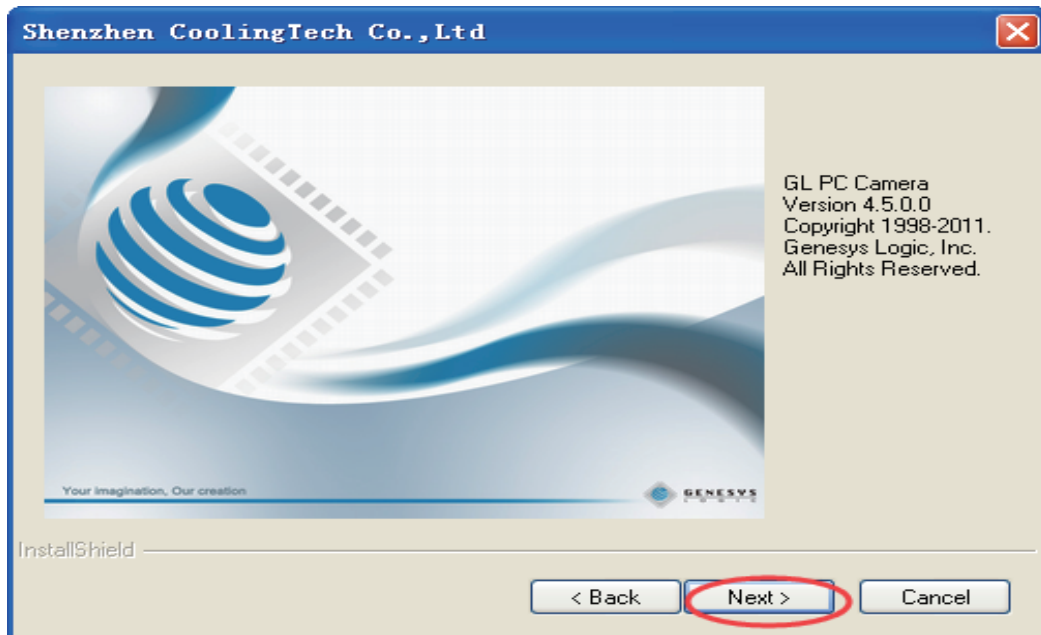 Shenzhen CoolingTech Co.,Ltd
GL PC Camera
Version 4.5.0.0
Copyright 1998-2011.
Genesys Logic, Inc.
All Rights Reserved.
Your imagination, Our creation
GENESYS
LOGIC
InstallShield
< Back
Next >
Cancel